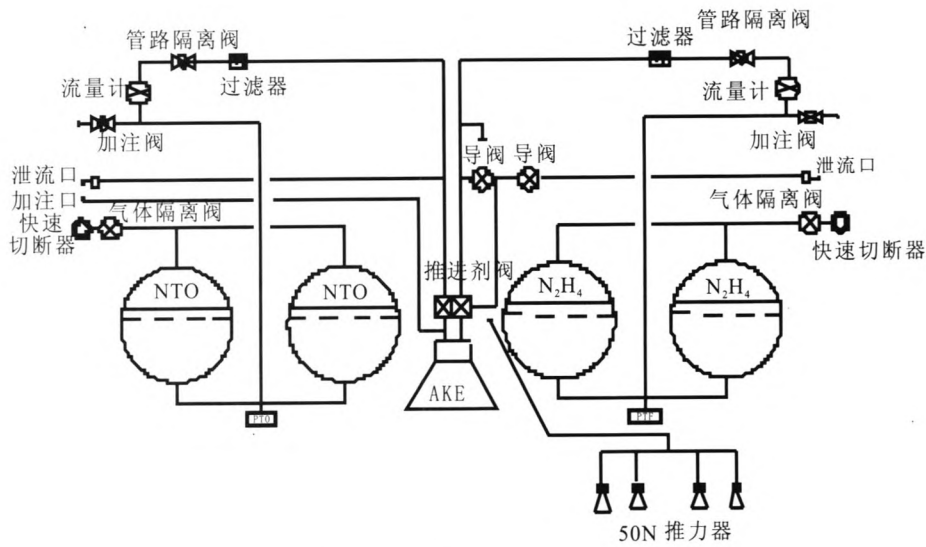 管路隔离阀
过滤器
流量计
加注阀
泄流口
加注口
快速
切断器
气体隔离阀
NTO
NTO
PTO
推进剂阀
AKE
导阀 导阀
过滤器
管路隔离阀
流量计
加注阀
泄流口
气体隔离阀
快速切断器
N₂H₄
N₂H₄
PTF
50N 推力器